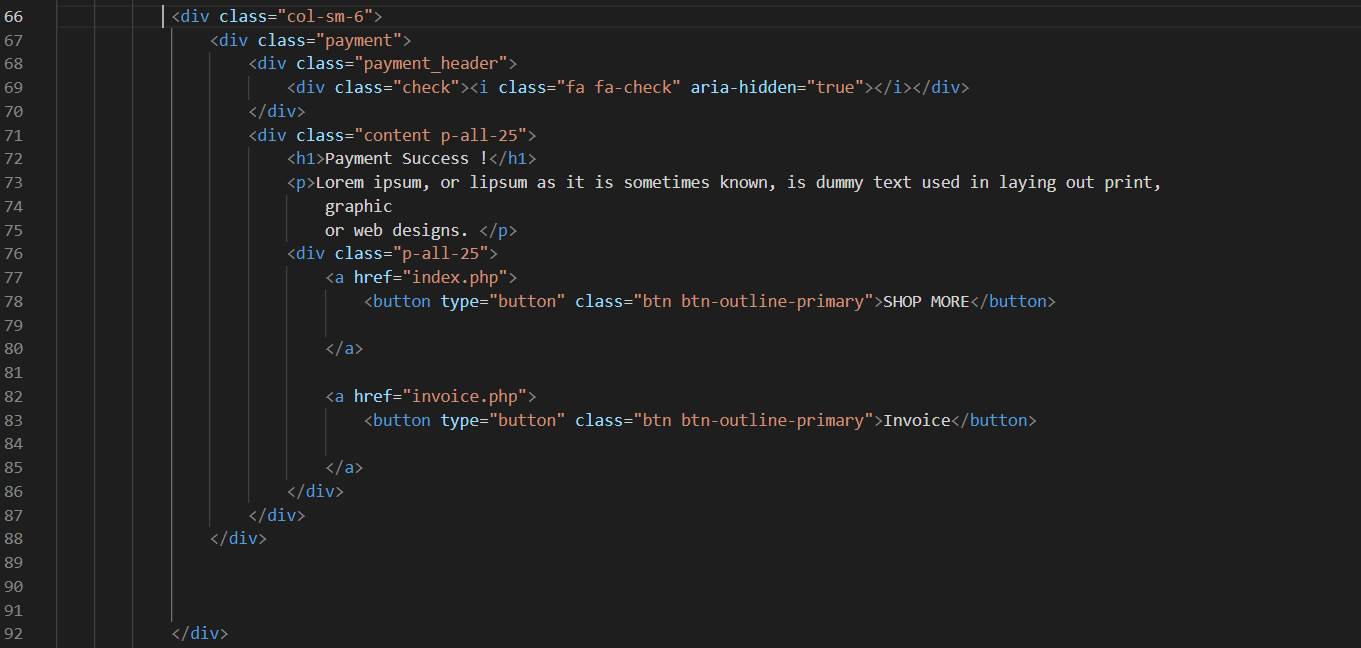 66 <div class="col-sm-6">
67 <div class="payment">
68 <div class="payment_header">
69 <div class="check"><i class="fa fa-check" aria-hidden="true"></i></div>
70 </div>
71 <div class="content p-all-25">
72 <h1>Payment Success !</h1>
73 <p>Lorem ipsum, or lipsum as it is sometimes known, is dummy text used in laying out print,
74 graphic
75 or web designs. </p>
76 <div class="p-all-25">
77 <a href="index.php">
78 <button type="button" class="btn btn-outline-primary">SHOP MORE</button>
79
80 </a>
81
82 <a href="invoice.php">
83 <button type="button" class="btn btn-outline-primary">Invoice</button>
84
85 </a>
86 </div>
87 </div>
88 </div>
89
90
91
92 </div>